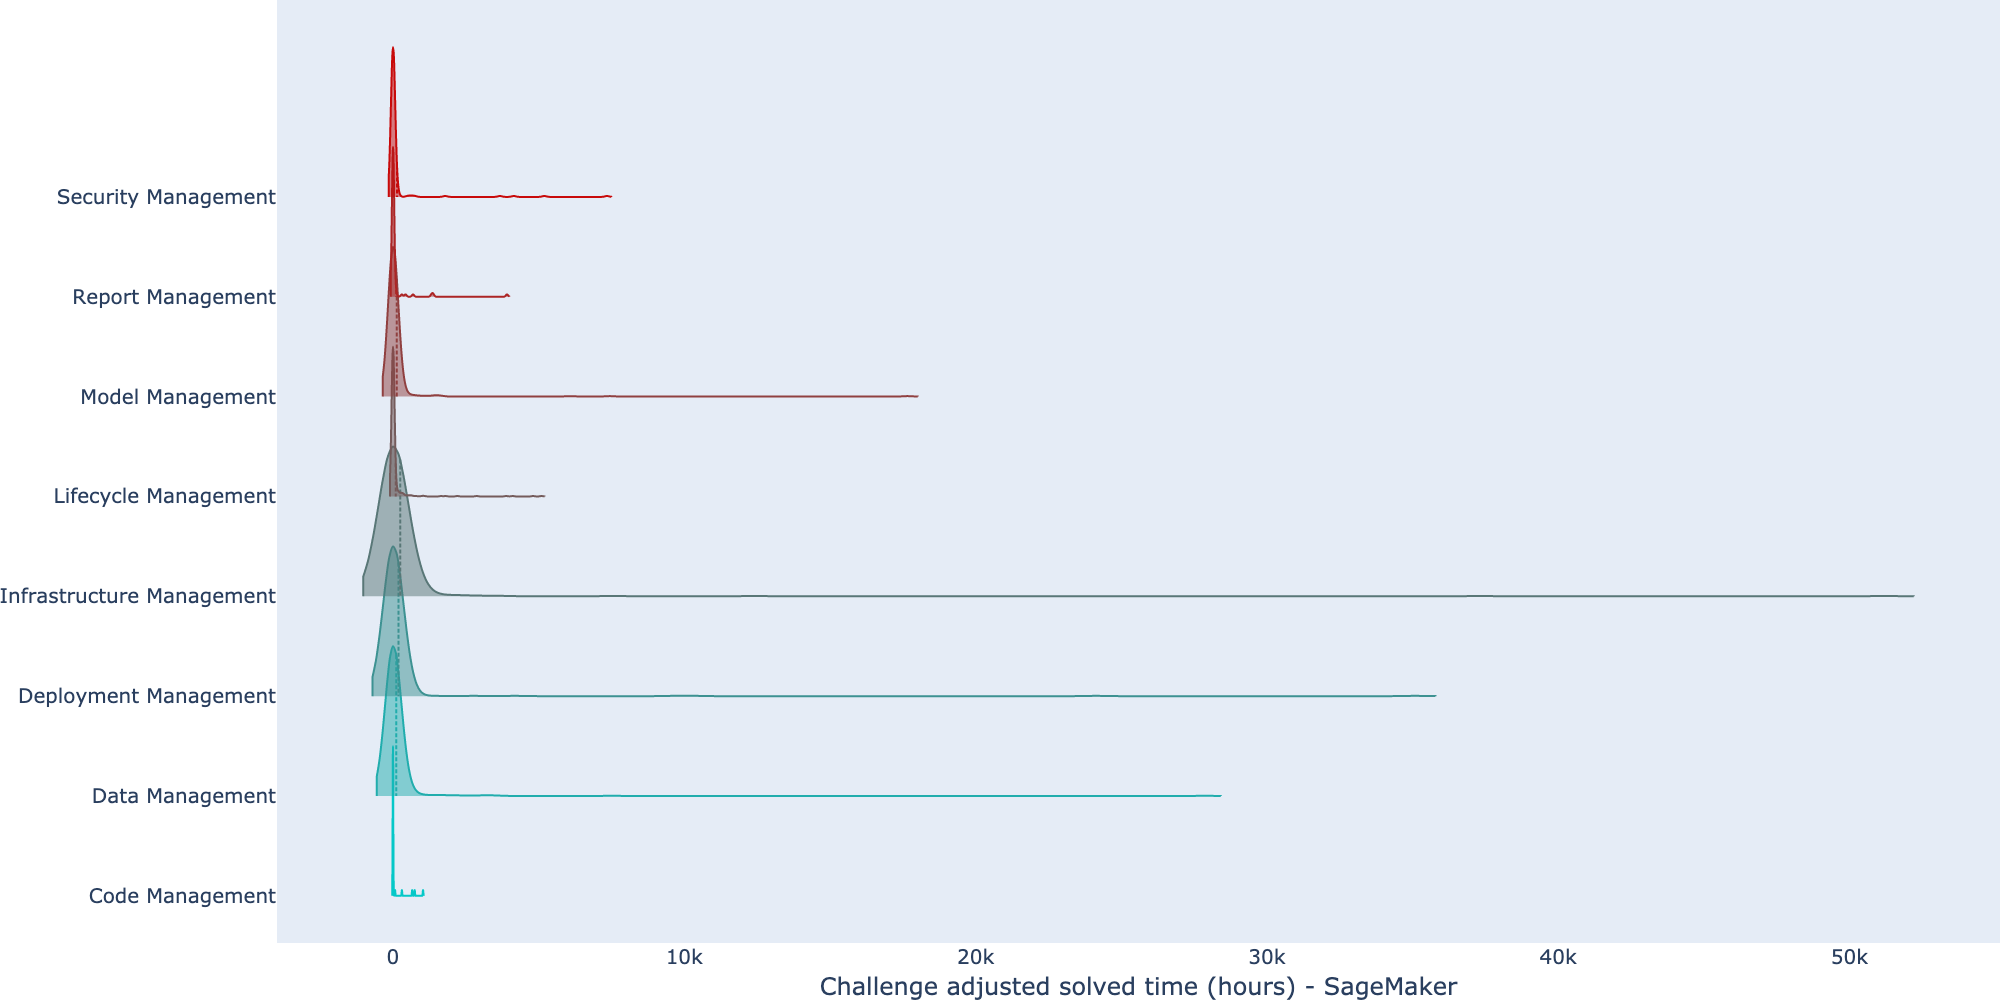 Security Management
Report Management
Model Management
Lifecycle Management
Infrastructure Management
Deployment Management
Data Management
Code Management
0 10k 20k 30k 40k 50k
Challenge adjusted solved time (hours) - SageMaker